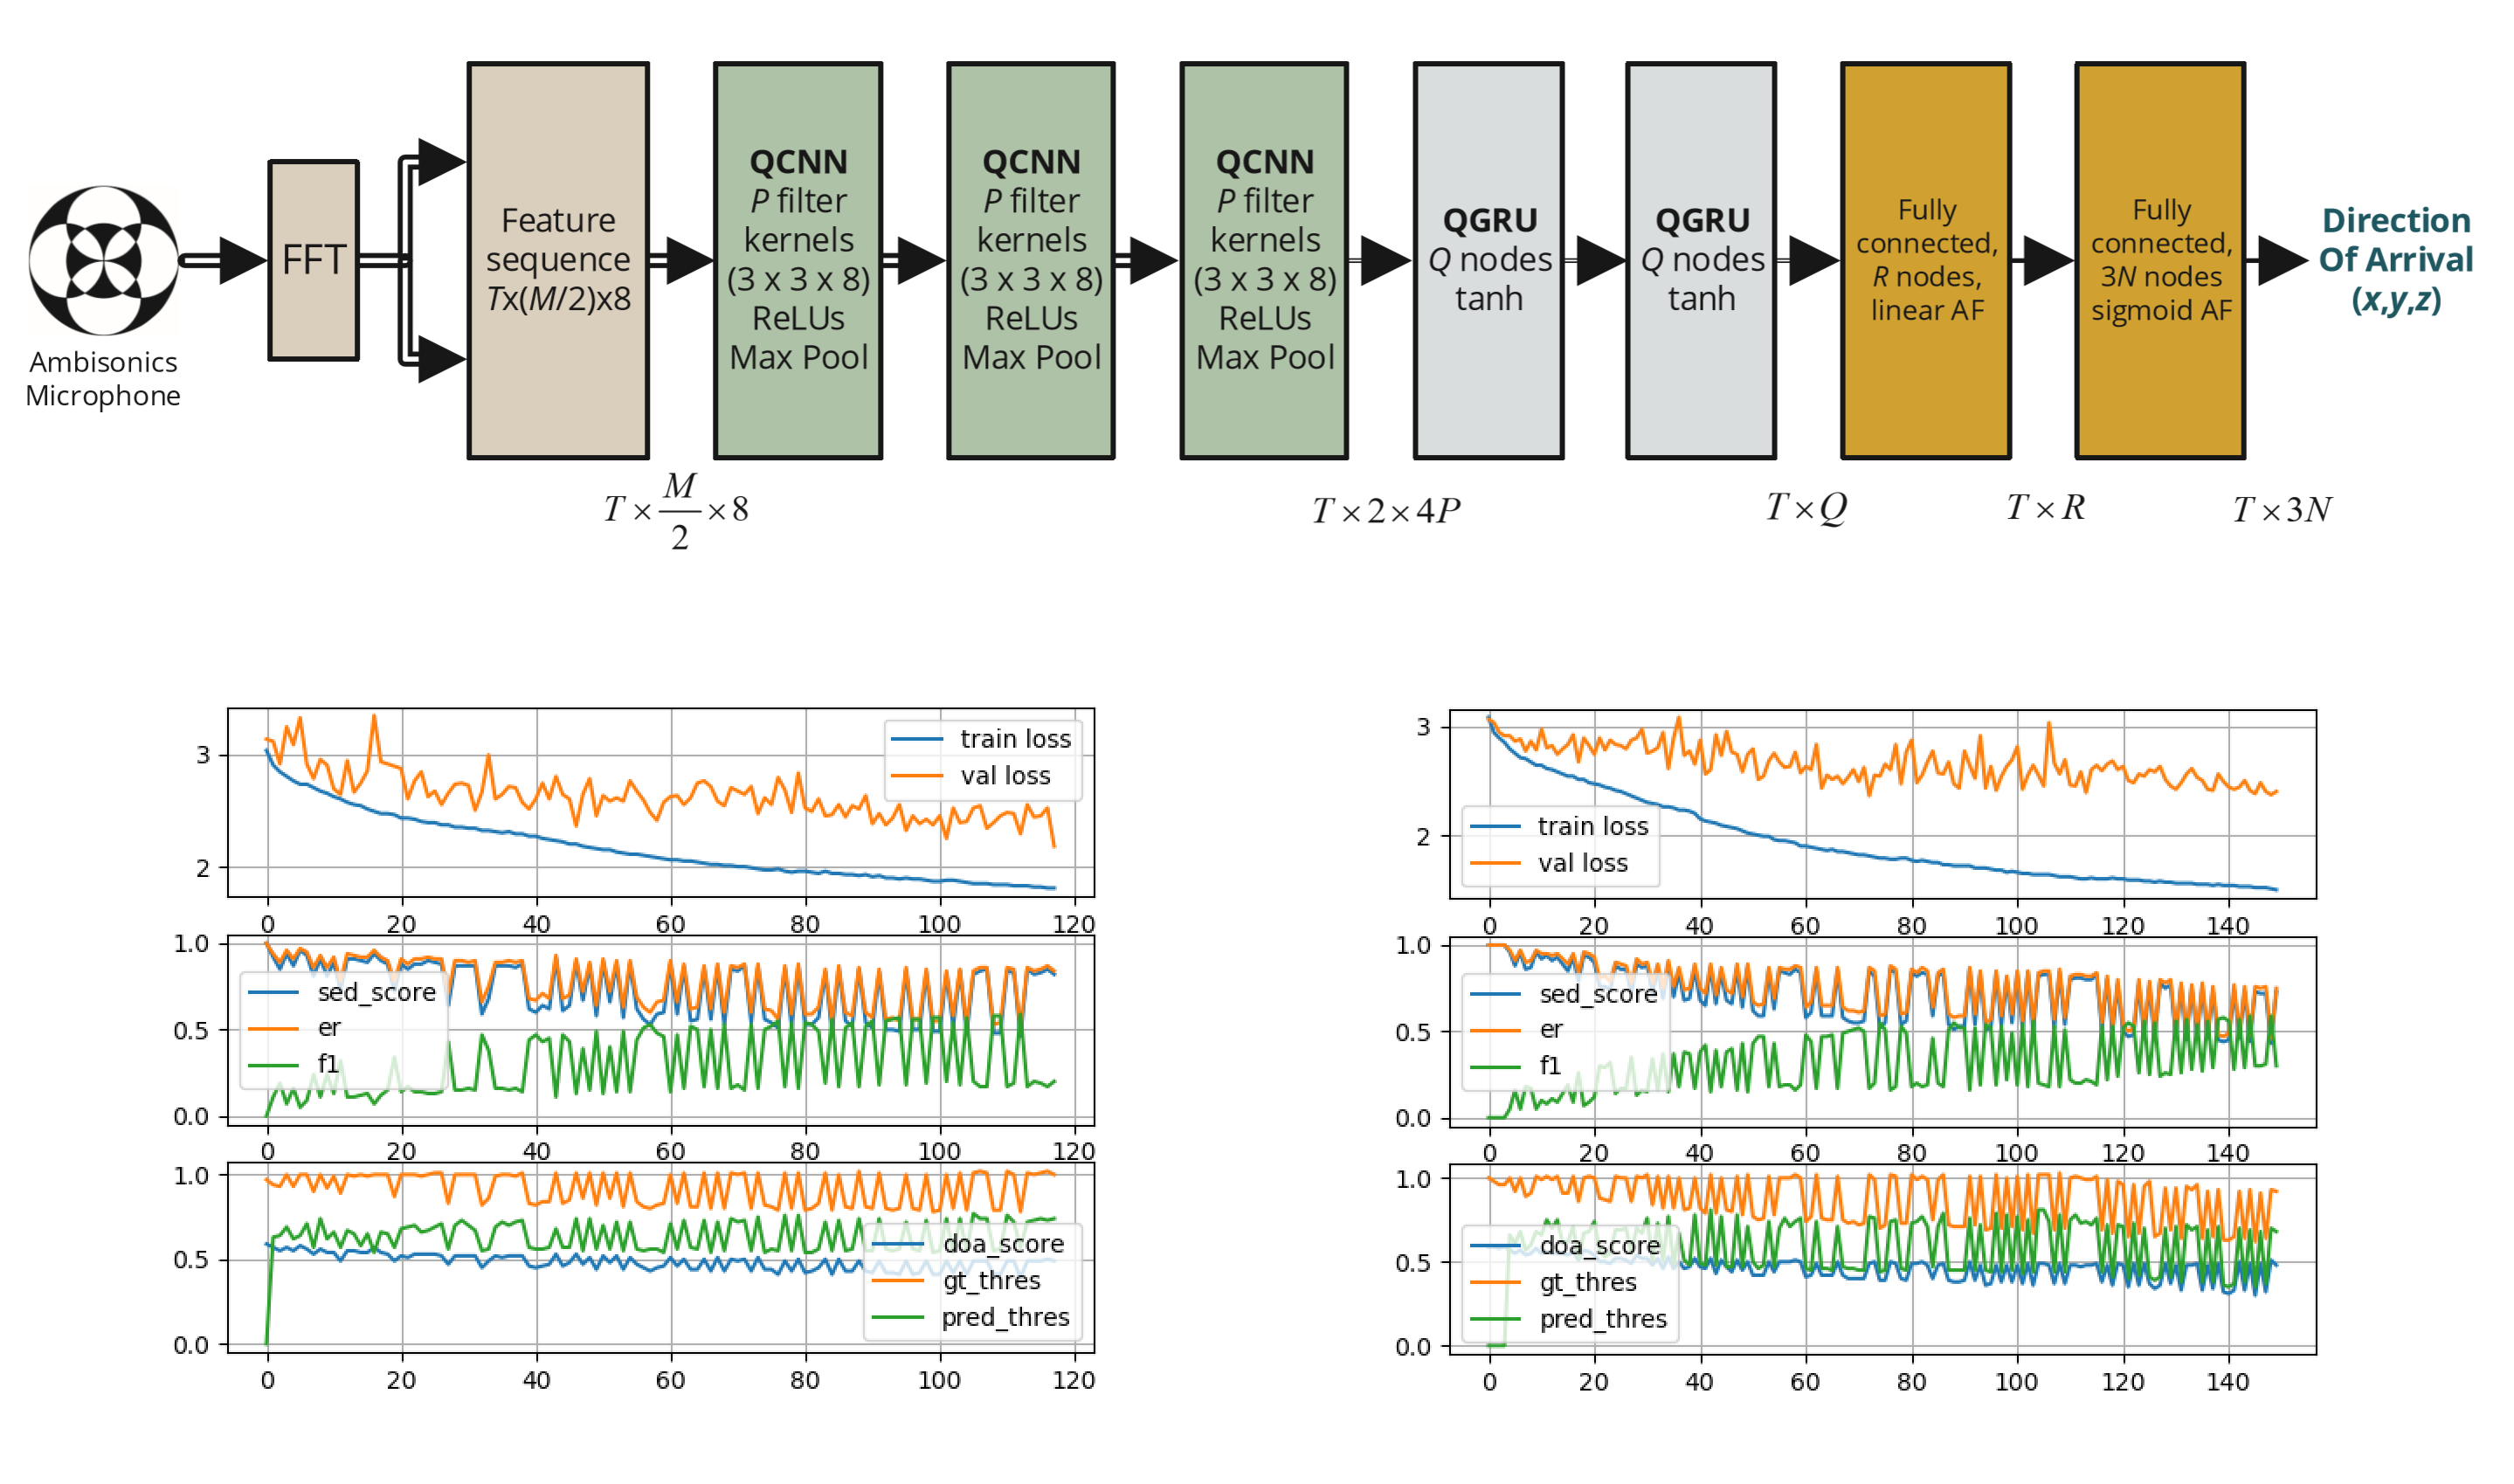 Ambisonics
Microphone
FFT
Feature
sequence
Tx(M/2)x8
QCNN
P filter
kernels
(3 x 3 x 8)
ReLUs
Max Pool
QCNN
P filter
kernels
(3 x 3 x 8)
ReLUs
Max Pool
QCNN
P filter
kernels
(3 x 3 x 8)
ReLUs
Max Pool
QGRU
Q nodes
tanh
QGRU
Q nodes
tanh
Fully
connected,
R nodes,
linear AF
Fully
connected,
3N nodes
sigmoid AF
Direction
Of Arrival
(x,y,z)
T × M/2 × 8
T × 2 × 4P
T × Q
T × R
T × 3N
3
2
train loss
val loss
0 20 40 60 80 100 120
1.0
0.5
0.0
sed_score
er
f1
0 20 40 60 80 100 120
1.0
0.5
0.0
doa_score
gt_thres
pred_thres
0 20 40 60 80 100 120
3
2
train loss
val loss
0 20 40 60 80 100 120 140
1.0
0.5
0.0
sed_score
er
f1
0 20 40 60 80 100 120 140
1.0
0.5
0.0
doa_score
gt_thres
pred_thres
0 20 40 60 80 100 120 140